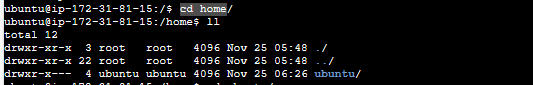 ubuntu@ip-172-31-81-15:/$ cd home/
ubuntu@ip-172-31-81-15:/home$ ll
total 12
drwxr-xr-x  3 root   root   4096 Nov 25 05:48 ./
drwxr-xr-x 22 root   root   4096 Nov 25 05:48 ../
drwxr-x---  4 ubuntu ubuntu 4096 Nov 25 06:26 ubuntu/